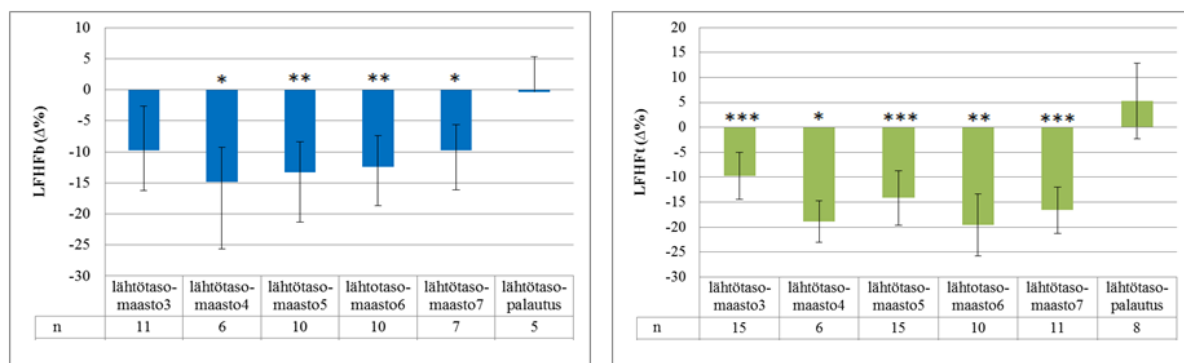 10
5
0
-5
-10
-15
-20
-25
-30
LFHFb (Δ%)
* ** ** *
lähtötaso-maasto3 lähtötaso-maasto4 lähtötaso-maasto5 lähtotaso-maasto6 lähtötaso-maasto7 lähtötaso-palautus
n 11 6 10 10 7 5
20
15
10
5
0
-5
-10
-15
-20
-25
-30
LFHFt (Δ%)
*** * *** ** ***
lähtötaso-maasto3 lähtötaso-maasto4 lähtötaso-maasto5 lähtotaso-maasto6 lähtötaso-maasto7 lähtötaso-palautus
n 15 6 15 10 11 8